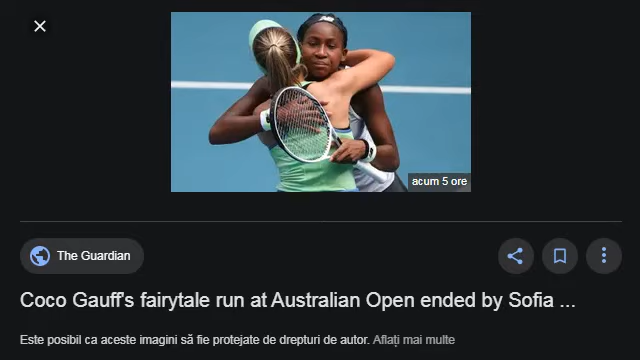 acum 5 ore
The Guardian
Coco Gauff's fairytale run at Australian Open ended by Sofia ...
Este posibil ca aceste imagini să fie protejate de drepturi de autor. Aflați mai multe